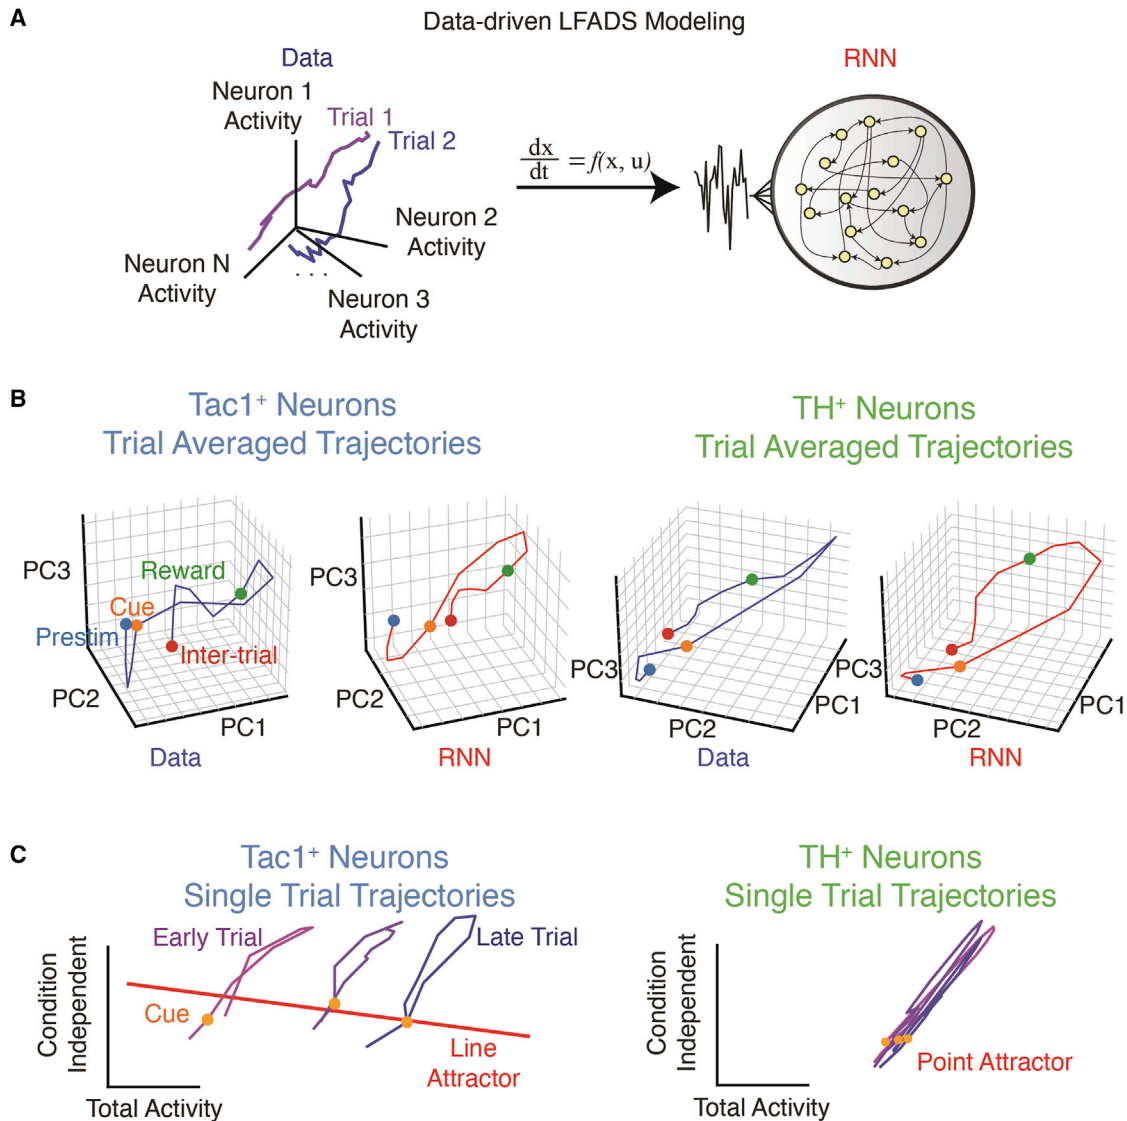 A
Data-driven LFADS Modeling
Data
RNN
Neuron 1
Activity
Trial 1
Trial 2
dx
dt
= f(x, u)
Neuron 2
Activity
Neuron N
Activity
. . .
Neuron 3
Activity
B
Tac1+ Neurons
Trial Averaged Trajectories
TH+ Neurons
Trial Averaged Trajectories
PC3
Reward
Cue
Prestim
Inter-trial
PC2
PC1
Data
PC3
PC2
PC1
RNN
PC3
PC2
PC1
Data
PC3
PC2
PC1
RNN
C
Tac1+ Neurons
Single Trial Trajectories
TH+ Neurons
Single Trial Trajectories
Condition
Independent
Early Trial
Late Trial
Cue
Line
Attractor
Total Activity
Condition
Independent
Point Attractor
Total Activity